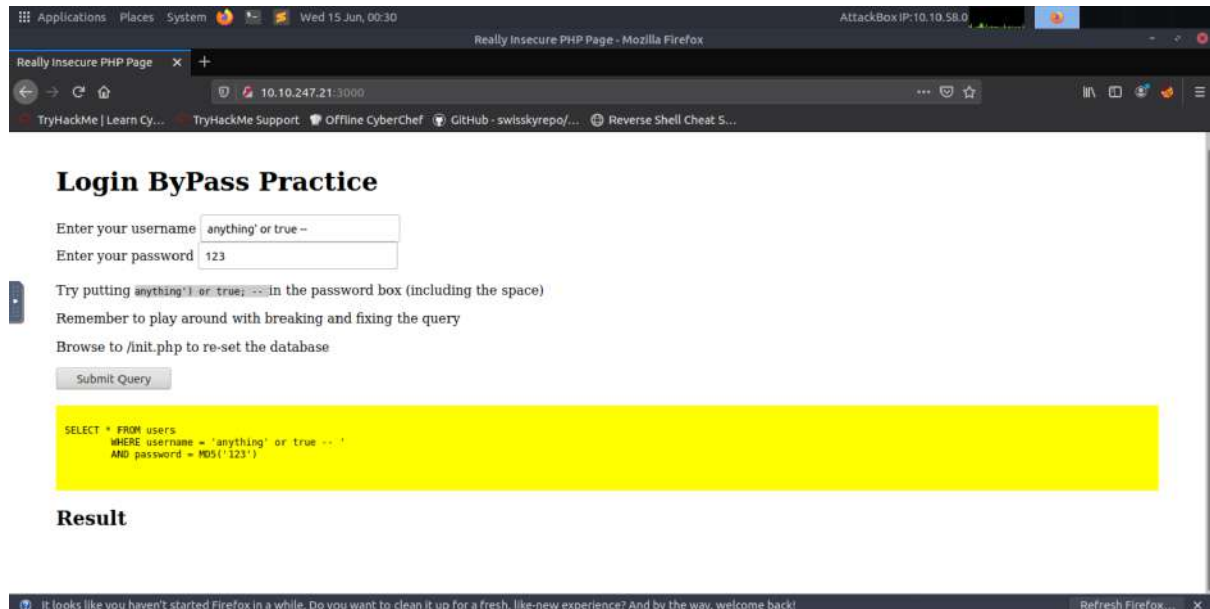 Applications Places System Wed 15 Jun, 00:30 AttackBox IP:10.10.58.0
Really Insecure PHP Page - Mozilla Firefox
Really Insecure PHP Page × +
10.10.247.21:3000
TryHackMe | Learn Cy... TryHackMe Support Offline CyberChef GitHub - swisskyrepo/... Reverse Shell Cheat S...
Login ByPass Practice
Enter your username anything' or true --
Enter your password 123
Try putting anything') or true; -- in the password box (including the space)
Remember to play around with breaking and fixing the query
Browse to /init.php to re-set the database
Submit Query
SELECT * FROM users
WHERE username = 'anything' or true -- '
AND password = MD5('123')
Result
It looks like you haven't started Firefox in a while. Do you want to clean it up for a fresh, like-new experience? And by the way, welcome back! Refresh Firefox... ×